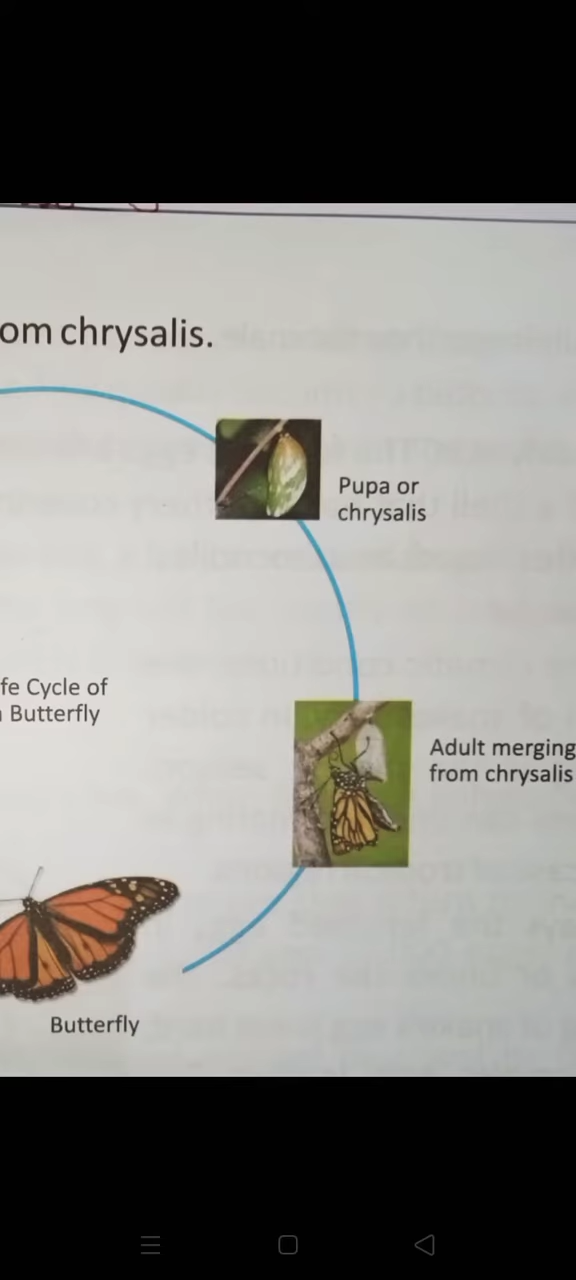 om chrysalis.
Pupa or
chrysalis
fe Cycle of
Butterfly
Adult merging
from chrysalis
Butterfly